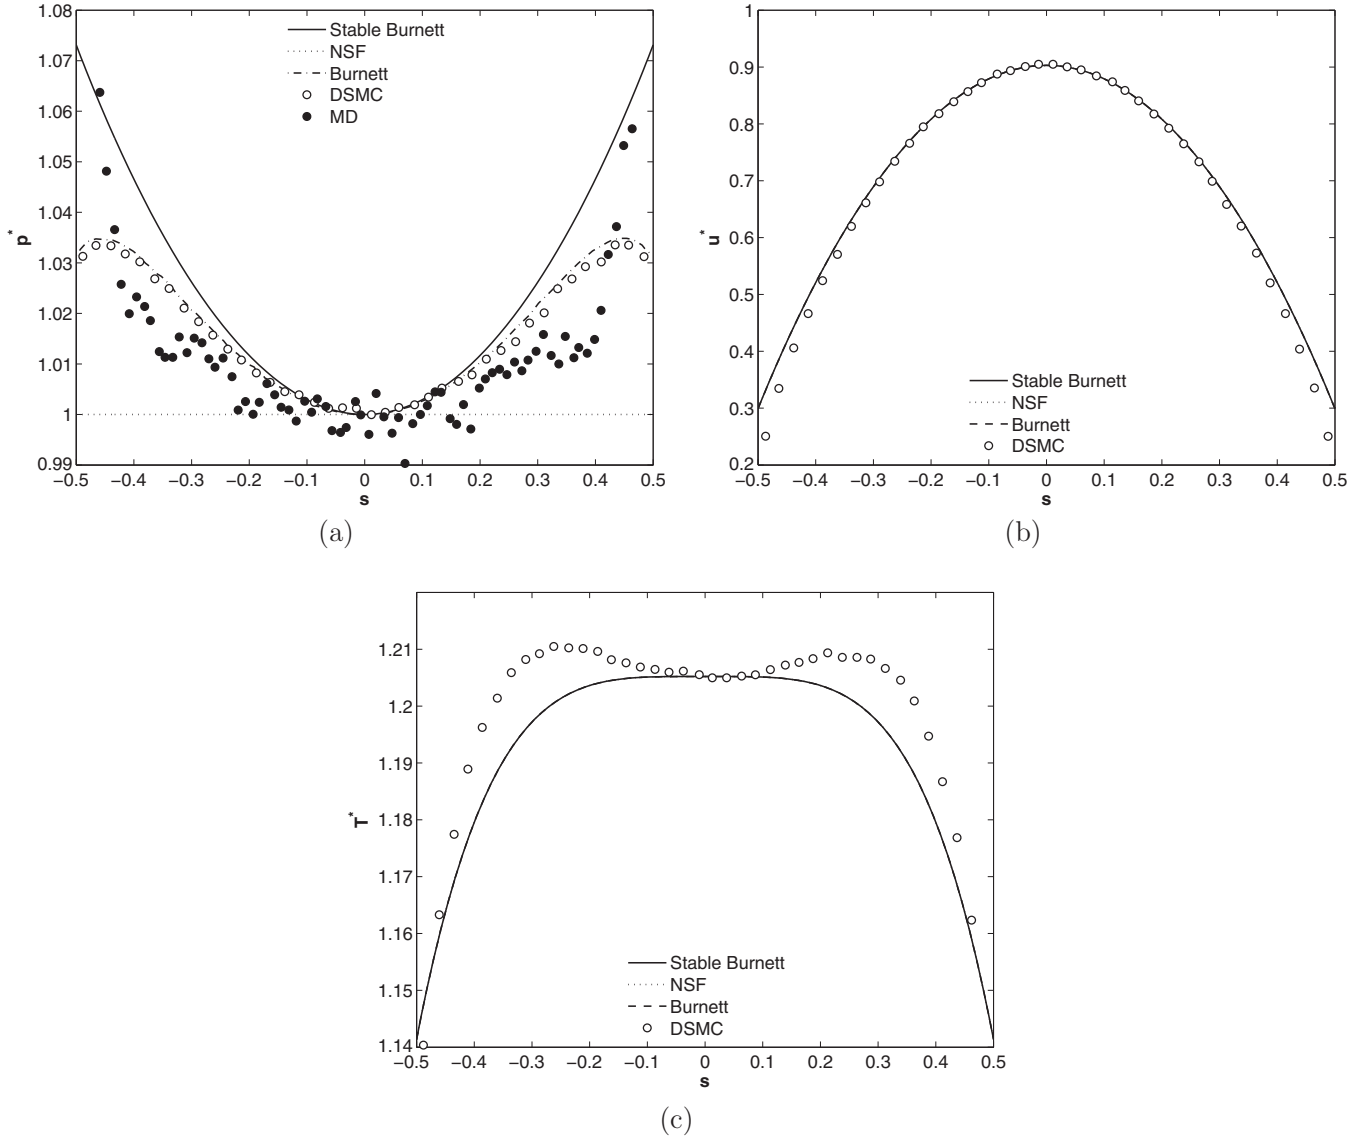 1.08
1.07
1.06
1.05
1.04
1.03
1.02
1.01
1
0.99
p*
−0.5 −0.4 −0.3 −0.2 −0.1 0 0.1 0.2 0.3 0.4 0.5
s
Stable Burnett
NSF
Burnett
DSMC
MD
(a)
1
0.9
0.8
0.7
0.6
0.5
0.4
0.3
0.2
u*
−0.5 −0.4 −0.3 −0.2 −0.1 0 0.1 0.2 0.3 0.4 0.5
s
Stable Burnett
NSF
Burnett
DSMC
(b)
1.21
1.2
1.19
1.18
1.17
1.16
1.15
1.14
T*
−0.5 −0.4 −0.3 −0.2 −0.1 0 0.1 0.2 0.3 0.4 0.5
s
Stable Burnett
NSF
Burnett
DSMC
(c)